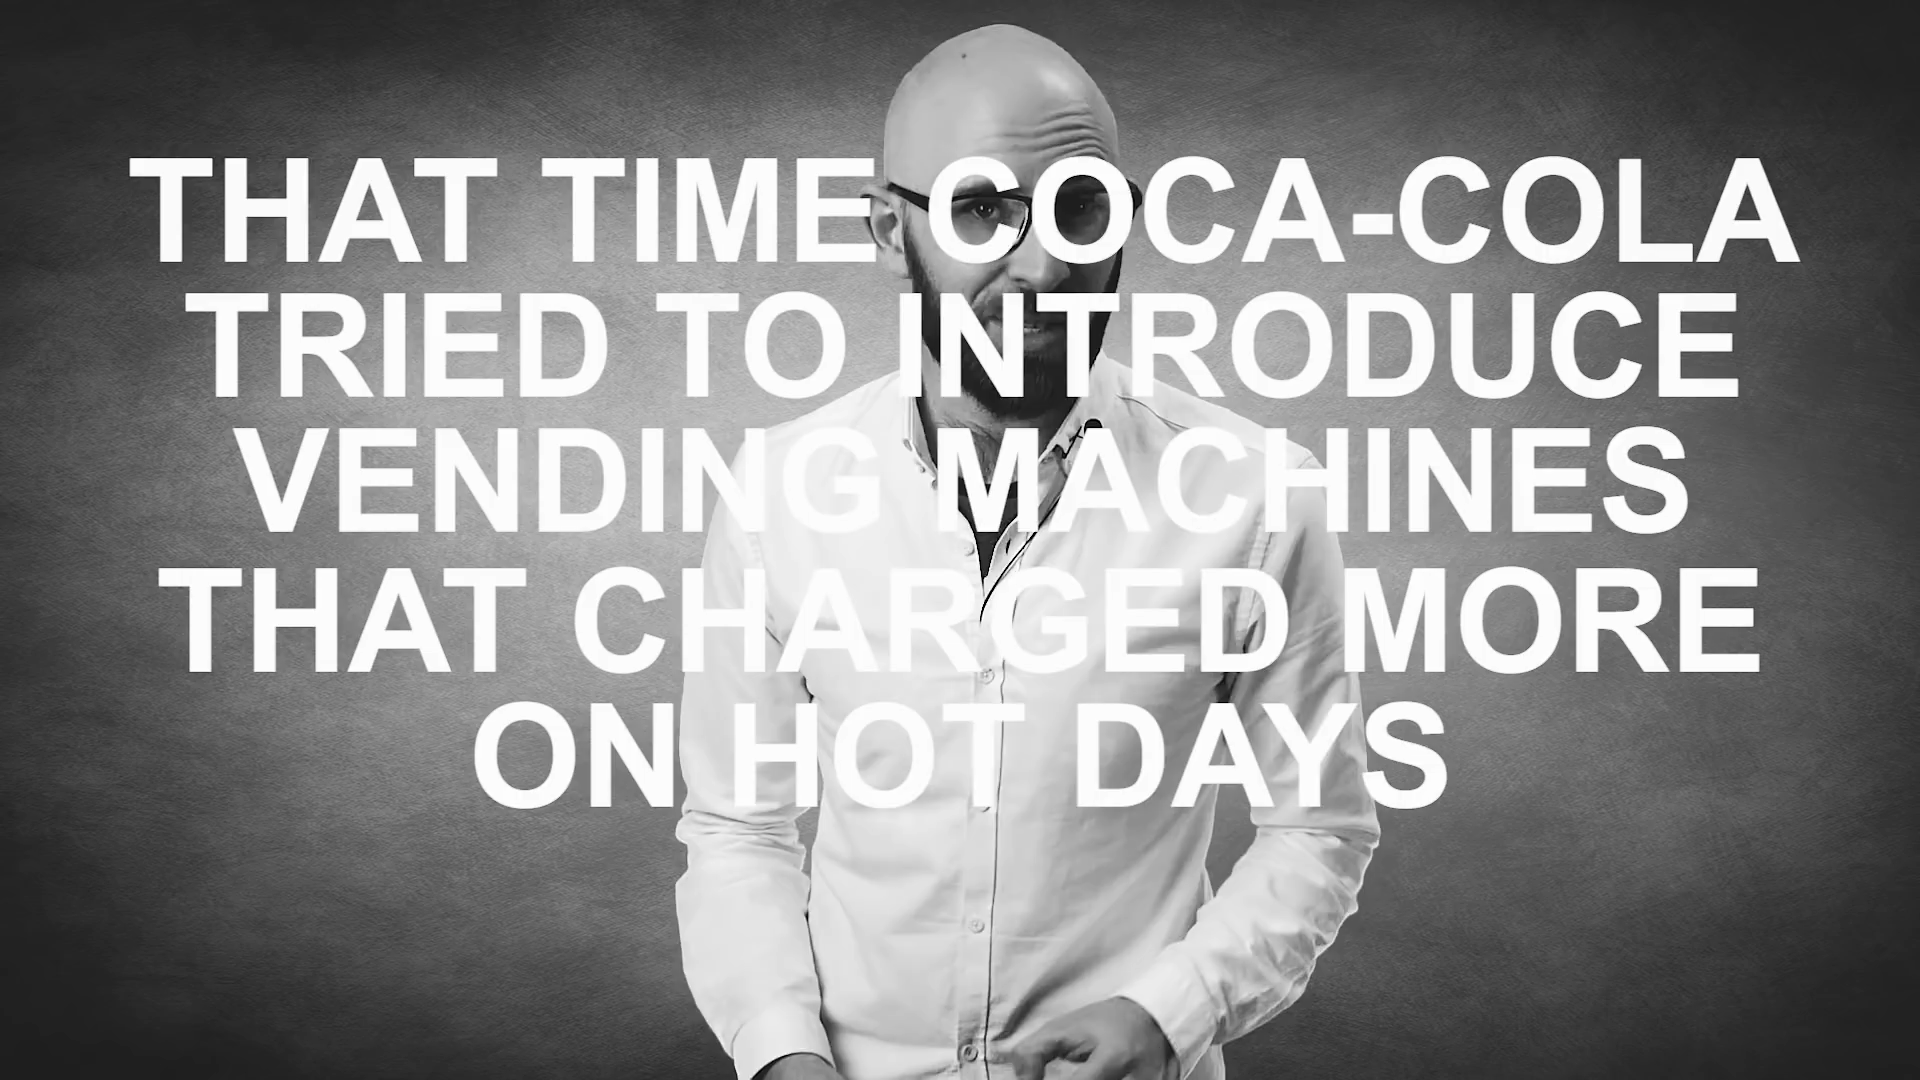 THAT TIME COCA-COLA
TRIED TO INTRODUCE
VENDING MACHINES
THAT CHARGED MORE
ON HOT DAYS